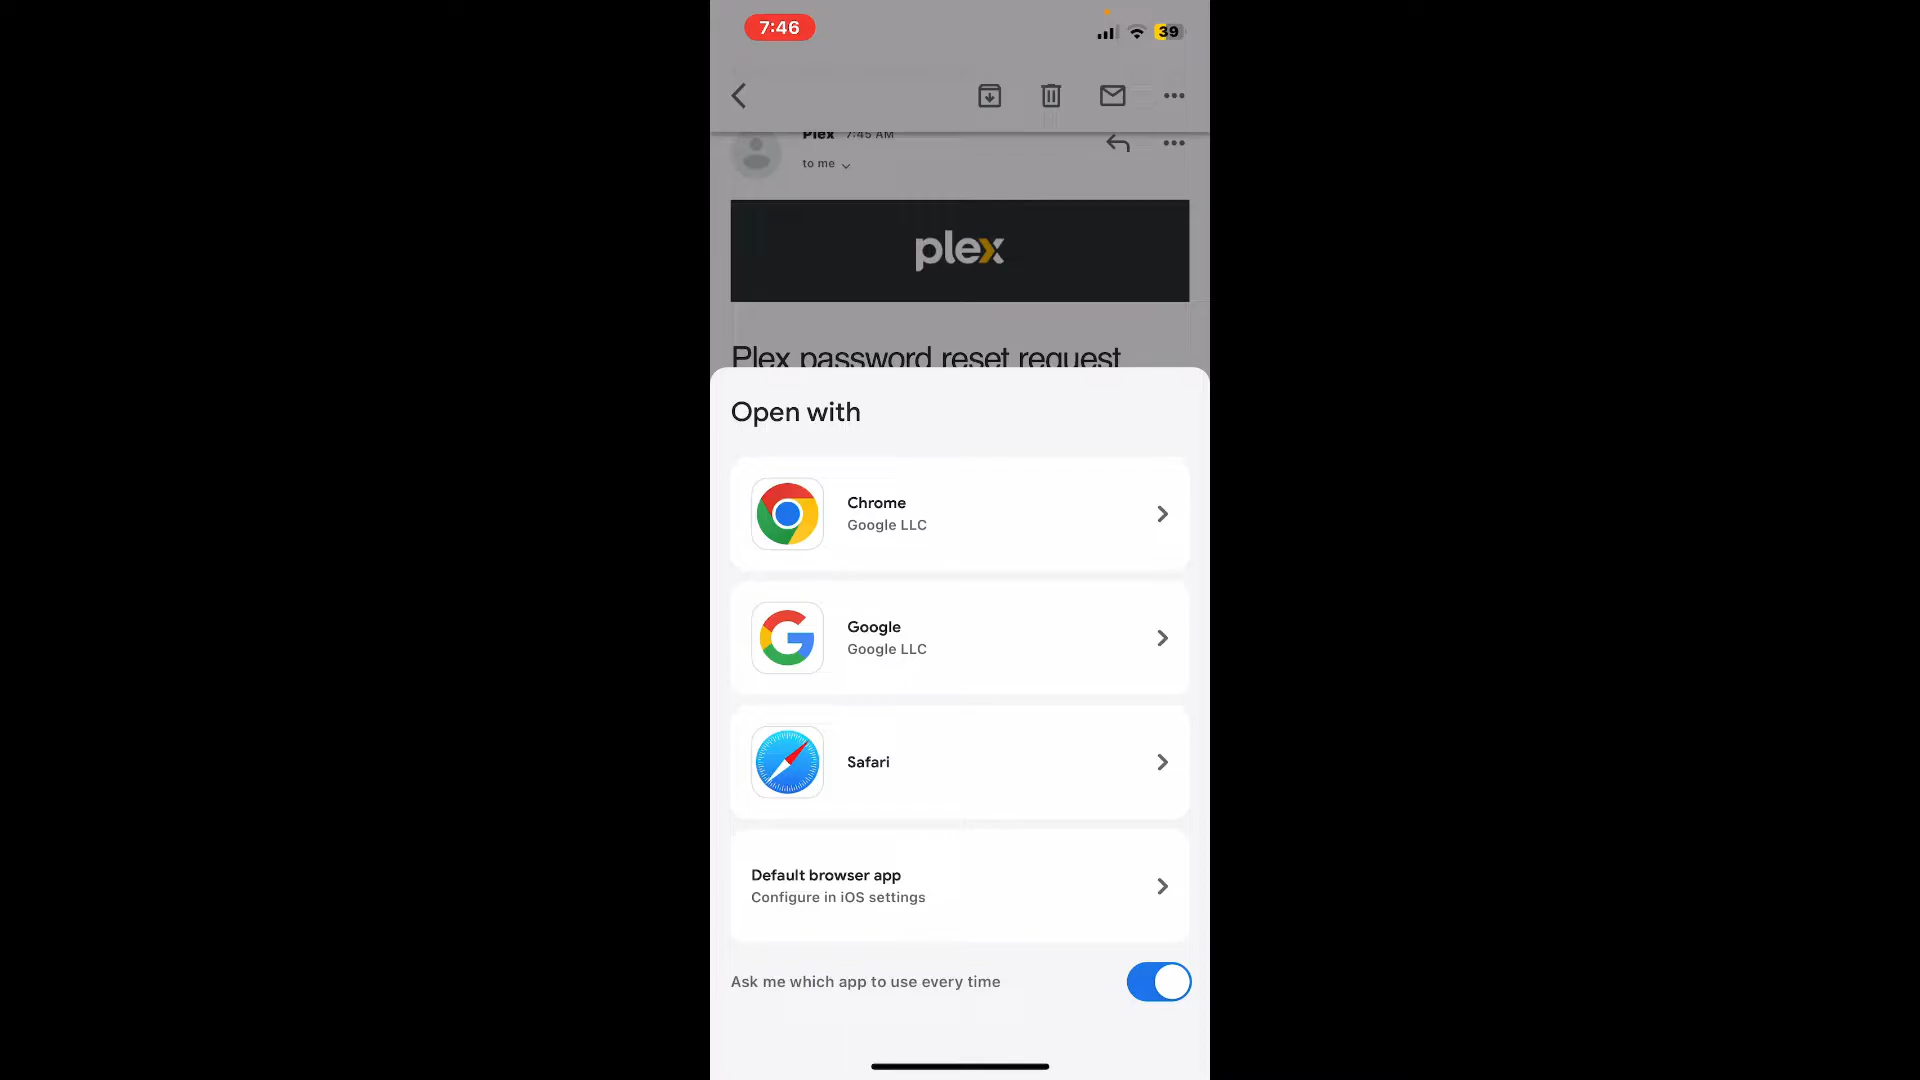 7:46
39
Plex 7:45 AM
to me
plex
Plex password reset request
Open with
Chrome
Google LLC
Google
Google LLC
Safari
Default browser app
Configure in iOS settings
Ask me which app to use every time